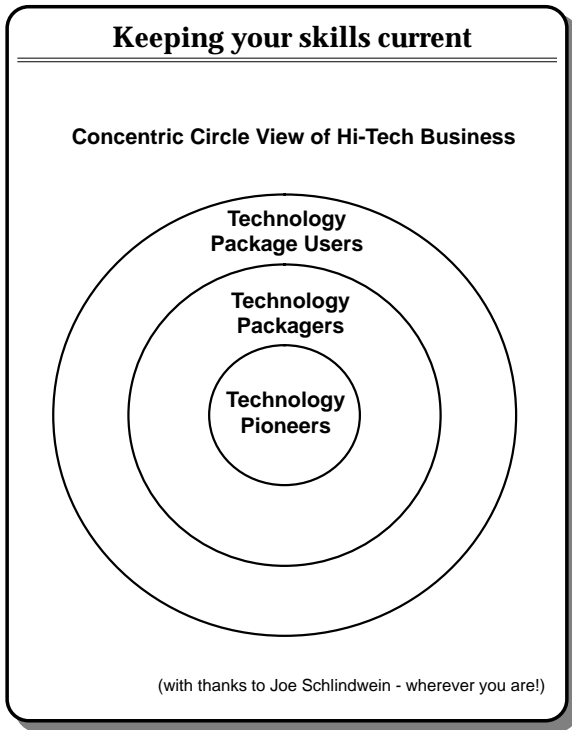 Keeping your skills current
Concentric Circle View of Hi-Tech Business
Technology
Package Users
Technology
Packagers
Technology
Pioneers
(with thanks to Joe Schlindwein - wherever you are!)